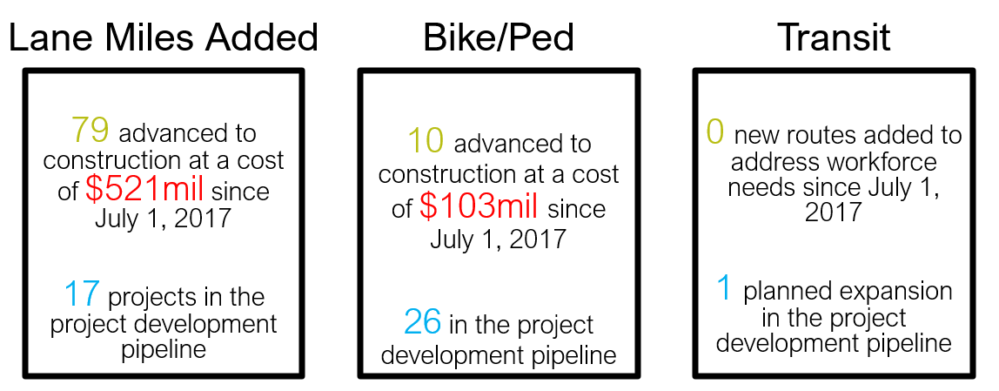 Lane Miles Added
79 advanced to
construction at a cost
of $521mil since
July 1, 2017
17 projects in the
project development
pipeline
Bike/Ped
10 advanced to
construction at a cost
of $103mil since
July 1, 2017
26 in the project
development pipeline
Transit
0 new routes added to
address workforce
needs since July 1,
2017
1 planned expansion
in the project
development pipeline